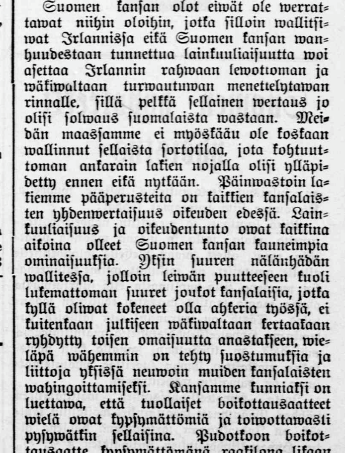 Suomen kansan olot eiwät ole werrat-
tawat niihin oloihin, jotka silloin wallitsi-
wat Irlannissa eikä Suomen kansan wan-
huudestaan tunnettua lainkuuliaisuutta woi
asettaa Irlannin rahwaan lewottoman ja
wäkiwaltaan turwautuwan menettelytawan
rinnalle, sillä pelkkä sellainen wertaus jo
olisi solwaus suomalaista wastaan. Mei-
dän maassamme ei myöskään ole koskaan
wallinnut sellaista sortotilaa, jota kohtuut-
toman ankarain lakien nojalla olisi ylläpi-
detty ennen eikä nytkään. Päinwastoin la-
kiemme pääperusteita on kaikkien kansalais-
ten yhdenwertaisuus oikeuden edessä. Lain-
kuuliaisuus ja oikeudentunto owat kaikkina
aikoina olleet Suomen kansan kauneimpia
ominaisuuksia. Yksin suuren nälänhädän
wallitessa, jolloin leiwän puutteeseen kuoli
lukemattoman suuret joukot kansalaisia, jotka
kyllä oliwat kokeneet olla ahkeria työssä, ei
kuitenkaan julkiseen wäkiwaltaan kertaakaan
ryhdytty toisen omaisuutta anastakseen, wie-
läpä wähemmin on tehty suostumuksia ja
liittoja yksissä neuwoin muiden kansalaisten
wahingoittamiseksi. Kansamme kunniaksi on
luettawa, että tuollaiset boikottausaatteet
wielä owat kypsymättömiä ja toiwottawasti
pysywätkin sellaisina. Pudotkoon boikot-
tausaatte kypsymättömänä raakilona likaan